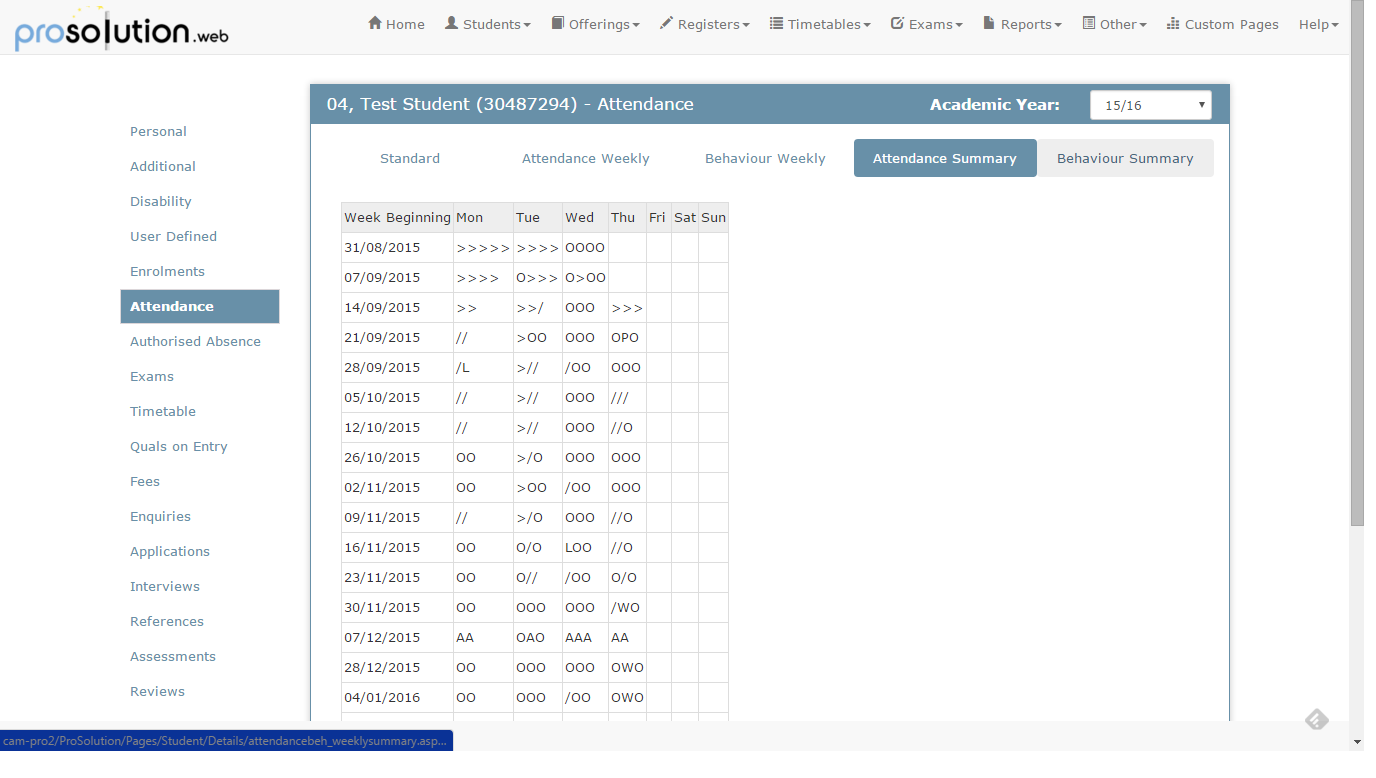 prosolution.web
Home Students Offerings Registers Timetables Exams Reports Other Custom Pages Help
04, Test Student (30487294) - Attendance Academic Year: 15/16
Personal
Additional
Disability
User Defined
Enrolments
Attendance
Authorised Absence
Exams
Timetable
Quals on Entry
Fees
Enquiries
Applications
Interviews
References
Assessments
Reviews
Standard Attendance Weekly Behaviour Weekly Attendance Summary Behaviour Summary
Week Beginning Mon Tue Wed Thu Fri Sat Sun
31/08/2015 >>>>> >>>> OOOO
07/09/2015 >>>> O>>> O>OO
14/09/2015 >> >>/ OOO >>>
21/09/2015 // >OO OOO OPO
28/09/2015 /L >// /OO OOO
05/10/2015 // >// OOO ///
12/10/2015 // >// OOO //O
26/10/2015 OO >/O OOO OOO
02/11/2015 OO >OO /OO OOO
09/11/2015 // >/O OOO //O
16/11/2015 OO O/O LOO //O
23/11/2015 OO O// /OO O/O
30/11/2015 OO OOO OOO /WO
07/12/2015 AA OAO AAA AA
28/12/2015 OO OOO OOO OWO
04/01/2016 OO OOO /OO OWO
cam-pro2/ProSolution/Pages/Student/Details/attendancebeh_weeklysummary.asp...